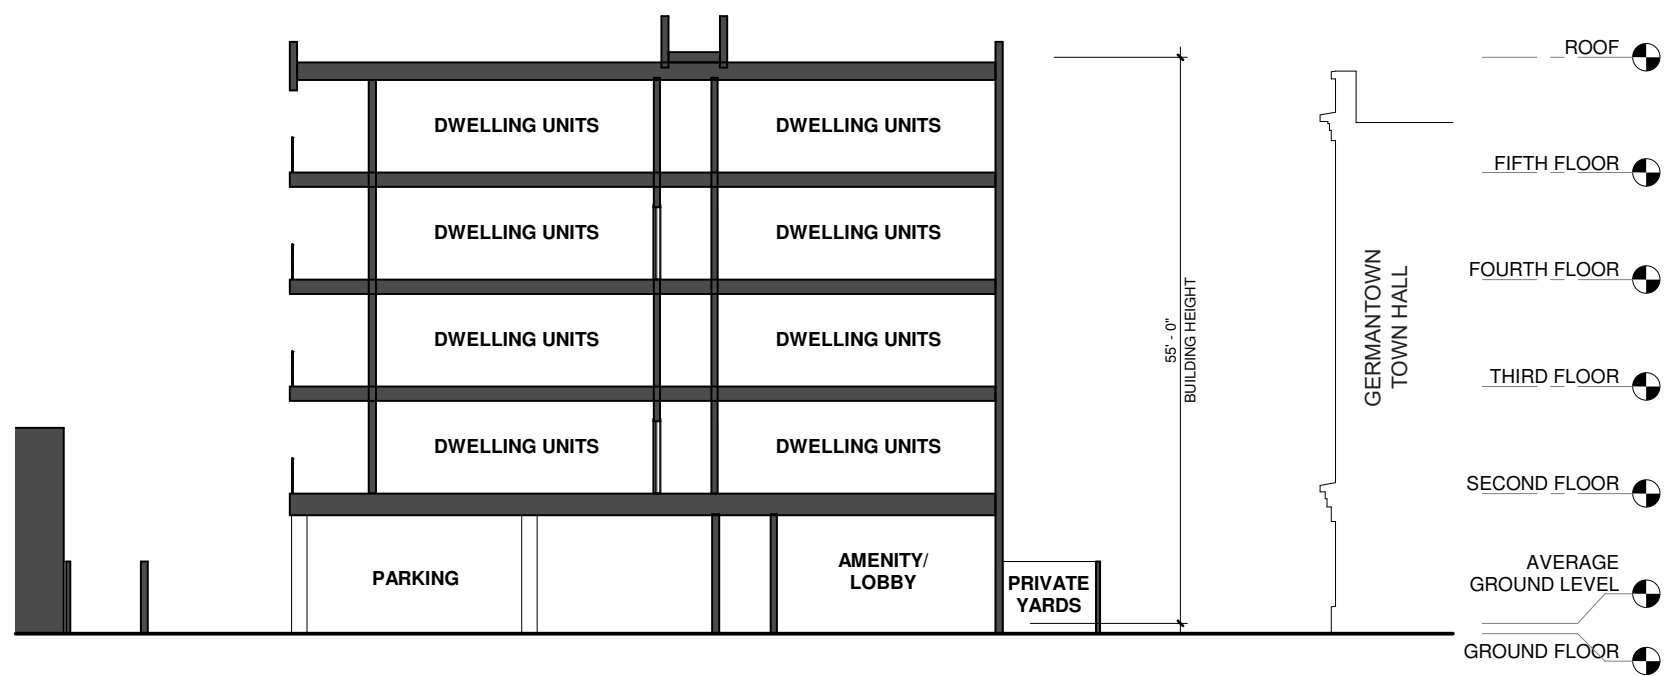 ROOF
DWELLING UNITS
DWELLING UNITS
FIFTH FLOOR
DWELLING UNITS
DWELLING UNITS
FOURTH FLOOR
DWELLING UNITS
DWELLING UNITS
55' - 0"
BUILDING HEIGHT
GERMANTOWN
TOWN HALL
THIRD FLOOR
DWELLING UNITS
DWELLING UNITS
SECOND FLOOR
PARKING
AMENITY/
LOBBY
PRIVATE
YARDS
AVERAGE
GROUND LEVEL
GROUND FLOOR